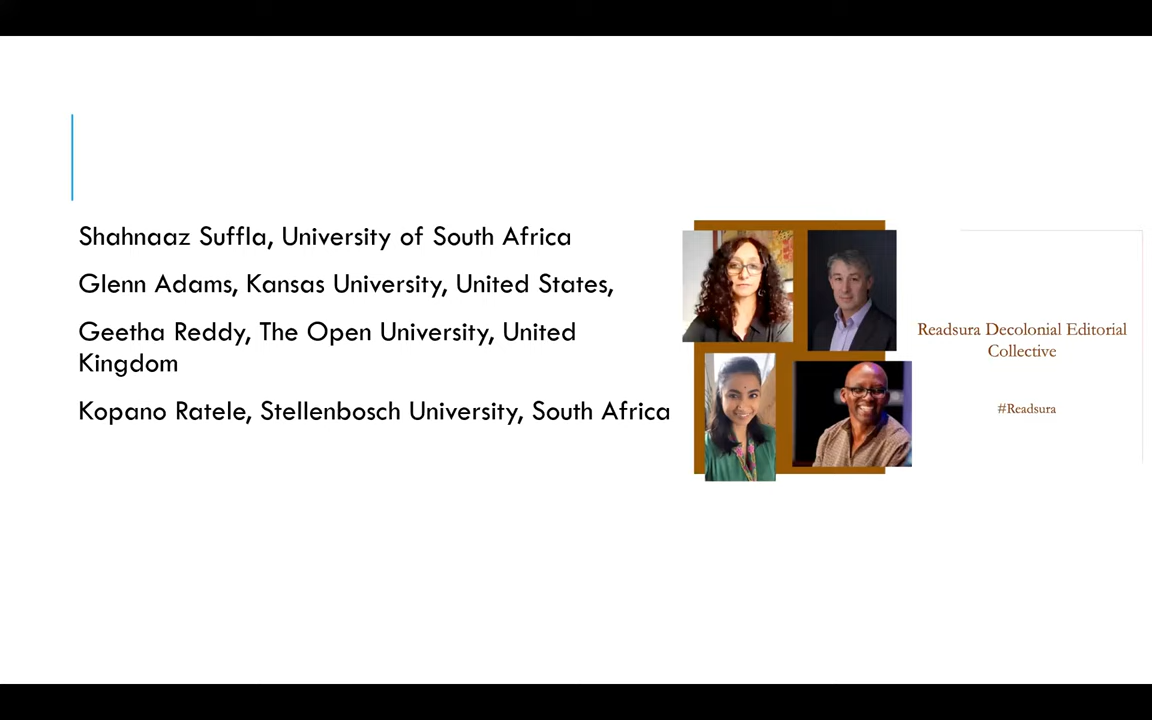 Shahnaaz Suffla, University of South Africa
Glenn Adams, Kansas University, United States,
Geetha Reddy, The Open University, United
Kingdom
Kopano Ratele, Stellenbosch University, South Africa
Readsura Decolonial Editorial
Collective
#Readsura